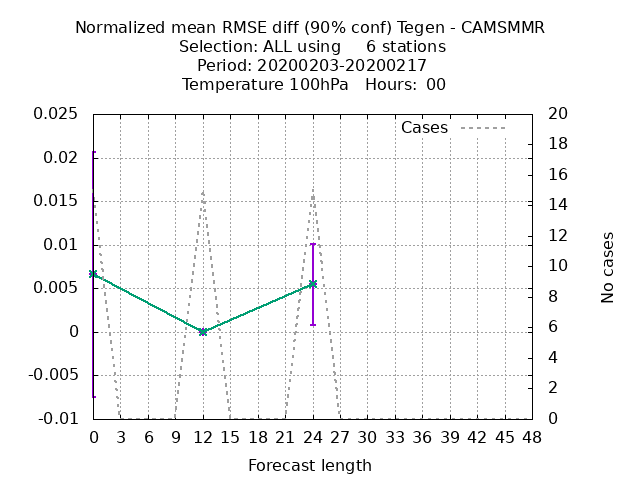 Normalized mean RMSE diff (90% conf) Tegen - CAMSMMR
Selection: ALL using     6 stations
Period: 20200203-20200217
Temperature 100hPa   Hours:  00
Cases
0.025
0.02
0.015
0.01
0.005
0
-0.005
-0.01
20
18
16
14
12
10
8
6
4
2
0
No cases
0 3 6 9 12 15 18 21 24 27 30 33 36 39 42 45 48
Forecast length